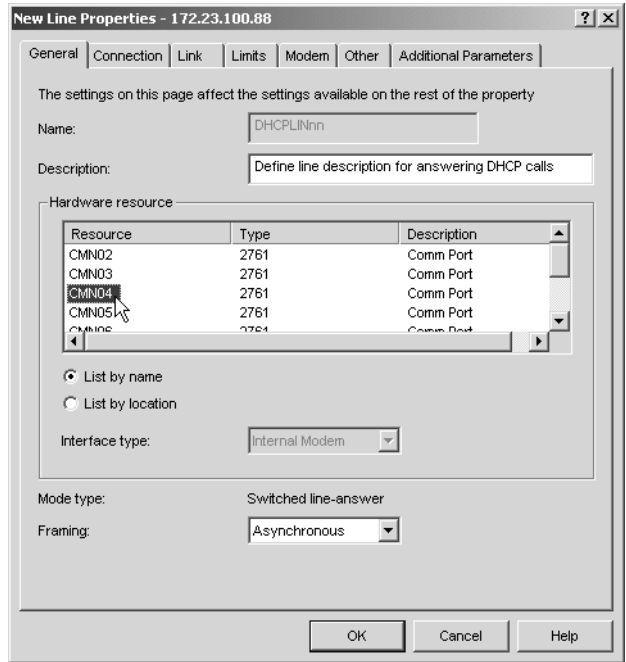 New Line Properties - 172.23.100.88
General Connection Link Limits Modem Other Additional Parameters
The settings on this page affect the settings available on the rest of the property
Name: DHCPLINnn
Description: Define line description for answering DHCP calls
Hardware resource
Resource Type Description
CMN02 2761 Comm Port
CMN03 2761 Comm Port
CMN04 2761 Comm Port
CMN05 2761 Comm Port
CMN06 2761 Comm Port
List by name
List by location
Interface type: Internal Modem
Mode type: Switched line-answer
Framing: Asynchronous
OK Cancel Help